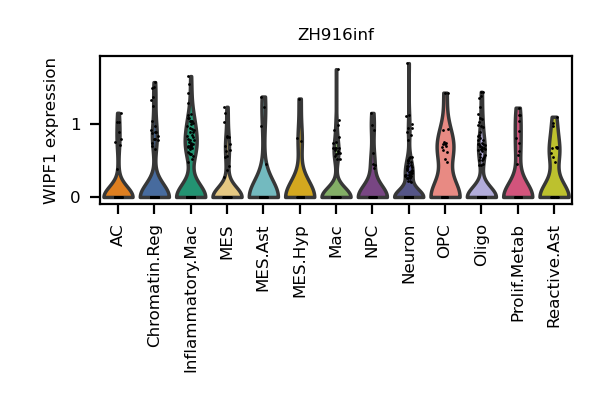 ZH916inf
WIPF1 expression
1
0
AC
Chromatin.Reg
Inflammatory.Mac
MES
MES.Ast
MES.Hyp
Mac
NPC
Neuron
OPC
Oligo
Prolif.Metab
Reactive.Ast